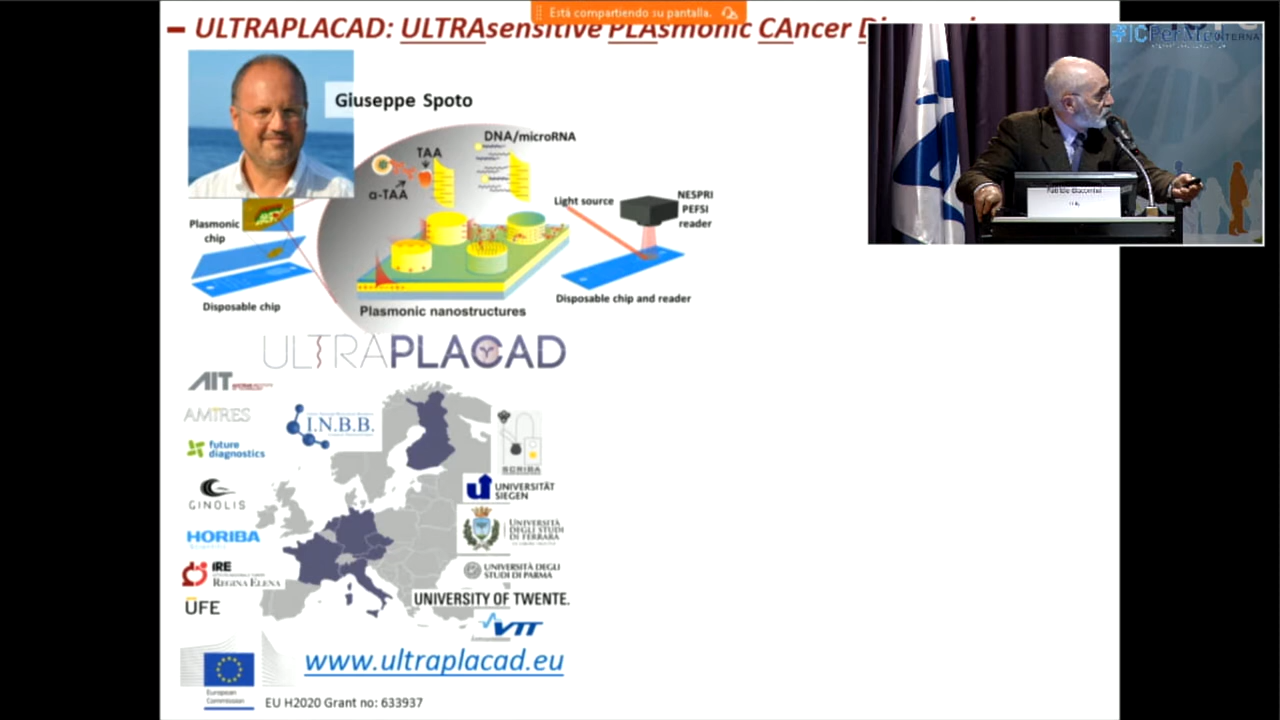 Está compartiendo su pantalla.
ULTRAPLACAD: ULTRAsensitive PLAsmonic CAncer
Giuseppe Spoto
DNA/microRNA
TAA
α-TAA
Plasmonic
chip
Disposable chip
Plasmonic nanostructures
Light source
NESPRI
PEFSI
reader
Disposable chip and reader
ULTRAPLACAD
AIT
AMIRES
I.N.B.B.
future
diagnostics
SCRIBA
GINOLIS
UNIVERSITÄT
SIEGEN
HORIBA
Scientific
UNIVERSITÀ
DEGLI STUDI
DI FERRARA
IRE
REGINA ELENA
UNIVERSITÀ DEGLI
STUDI DI PARMA
ÚFE
UNIVERSITY OF TWENTE.
VTT
www.ultraplacad.eu
European
Commission
EU H2020 Grant no: 633937
ICPerMed